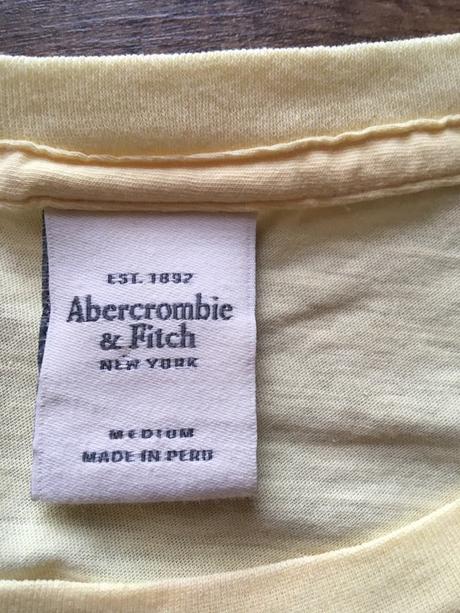 EST. 1892
Abercrombie
& Fitch
NEW YORK
MEDIUM
MADE IN PERU